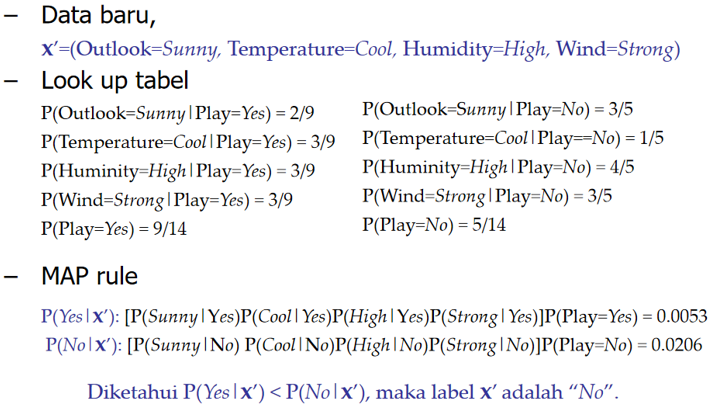 – Data baru,
x′=(Outlook=Sunny, Temperature=Cool, Humidity=High, Wind=Strong)
– Look up tabel
P(Outlook=Sunny|Play=Yes) = 2/9
P(Temperature=Cool|Play=Yes) = 3/9
P(Huminity=High|Play=Yes) = 3/9
P(Wind=Strong|Play=Yes) = 3/9
P(Play=Yes) = 9/14
P(Outlook=Sunny|Play=No) = 3/5
P(Temperature=Cool|Play==No) = 1/5
P(Huminity=High|Play=No) = 4/5
P(Wind=Strong|Play=No) = 3/5
P(Play=No) = 5/14
– MAP rule
P(Yes|x′): [P(Sunny|Yes)P(Cool|Yes)P(High|Yes)P(Strong|Yes)]P(Play=Yes) = 0.0053
P(No|x′): [P(Sunny|No) P(Cool|No)P(High|No)P(Strong|No)]P(Play=No) = 0.0206
Diketahui P(Yes|x′) < P(No|x′), maka label x′ adalah “No”.